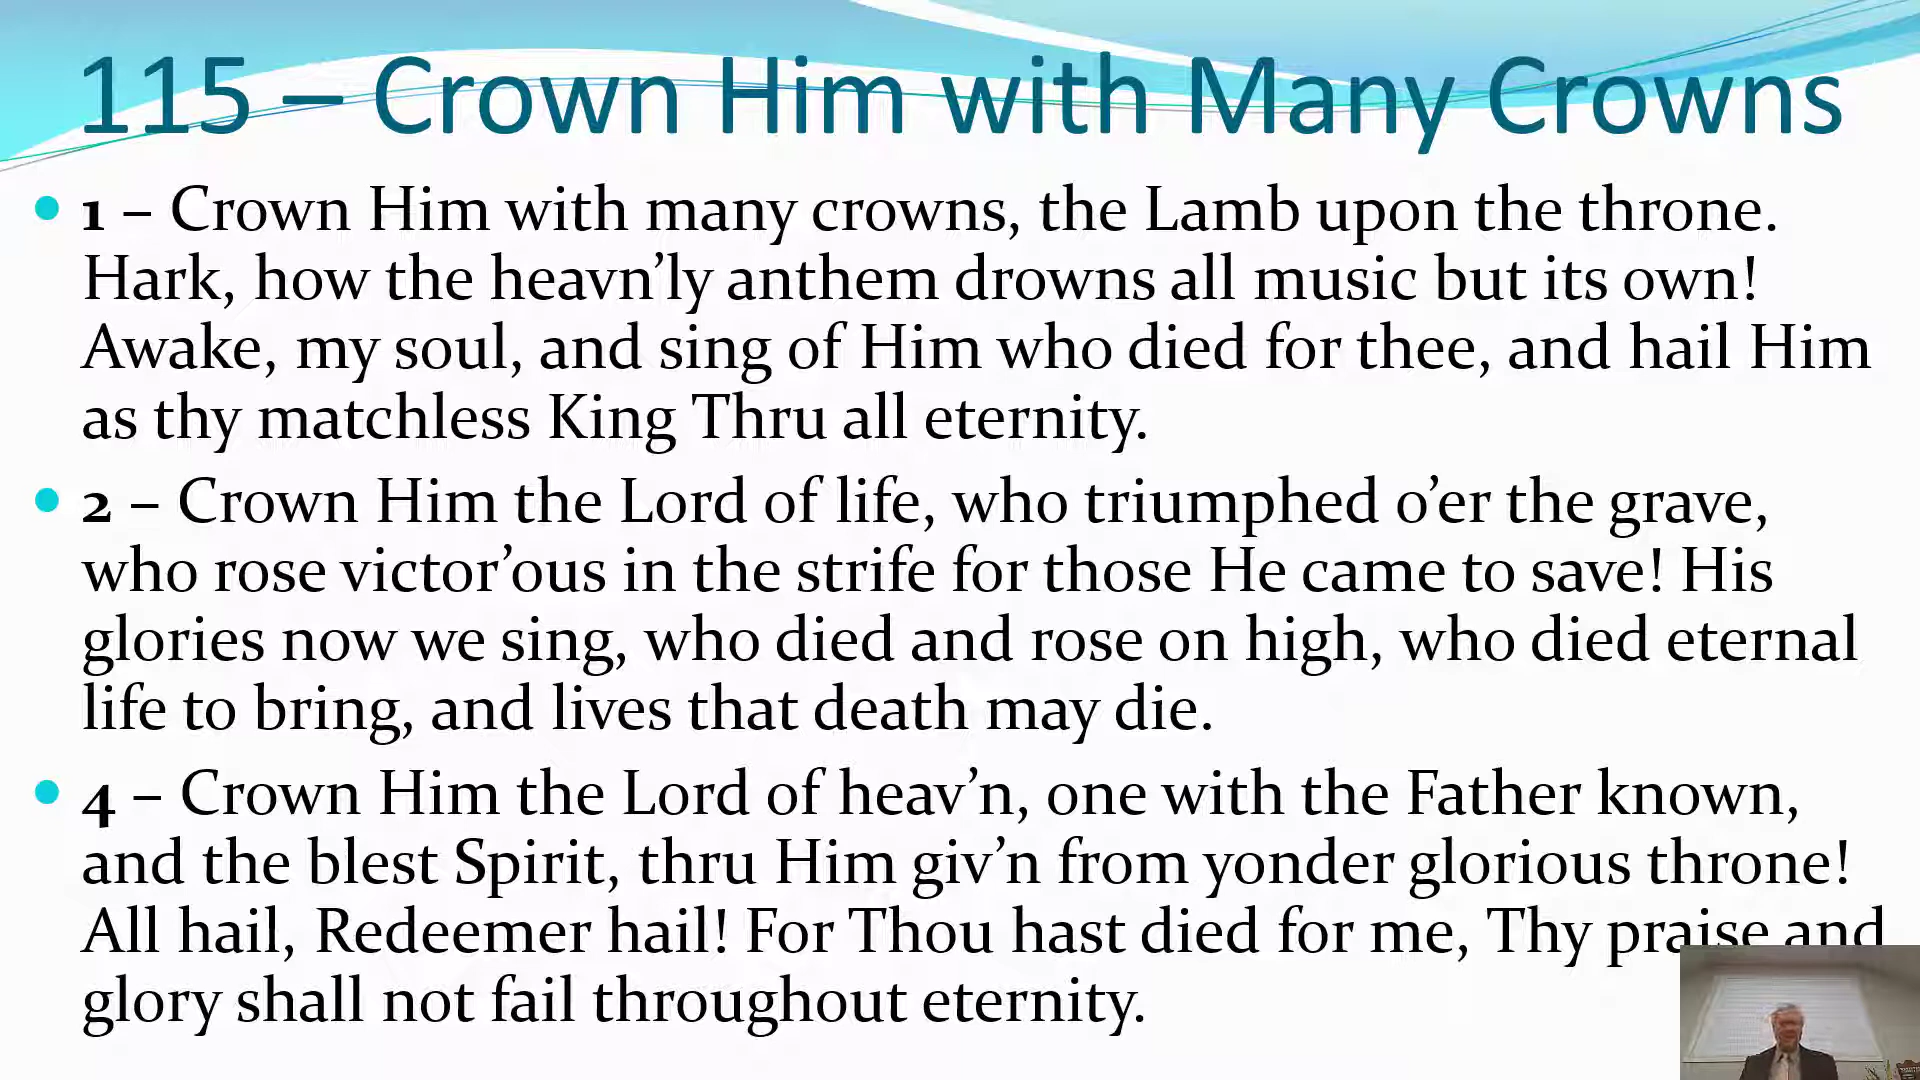 115 – Crown Him with Many Crowns
• 1 – Crown Him with many crowns, the Lamb upon the throne.
Hark, how the heavn’ly anthem drowns all music but its own!
Awake, my soul, and sing of Him who died for thee, and hail Him
as thy matchless King Thru all eternity.
• 2 – Crown Him the Lord of life, who triumphed o’er the grave,
who rose victor’ous in the strife for those He came to save! His
glories now we sing, who died and rose on high, who died eternal
life to bring, and lives that death may die.
• 4 – Crown Him the Lord of heav’n, one with the Father known,
and the blest Spirit, thru Him giv’n from yonder glorious throne!
All hail, Redeemer hail! For Thou hast died for me, Thy praise and
glory shall not fail throughout eternity.